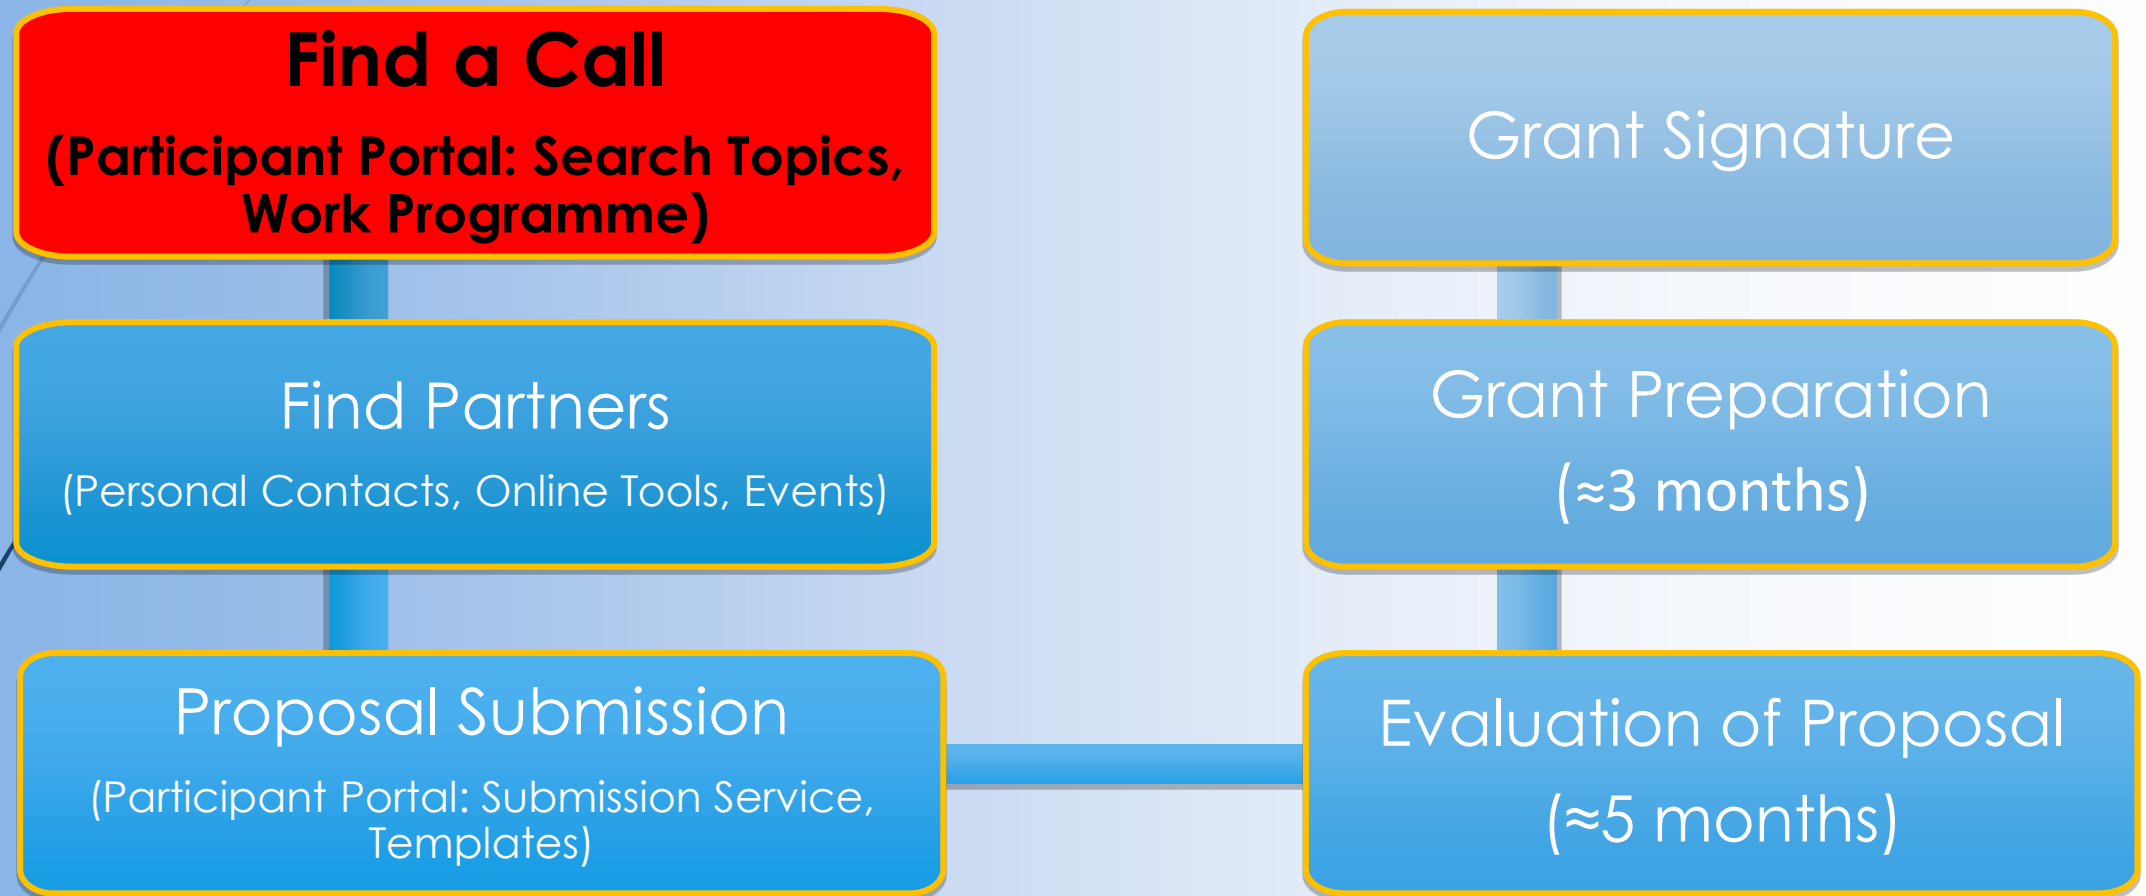 Find a Call
(Participant Portal: Search Topics,
Work Programme)
Find Partners
(Personal Contacts, Online Tools, Events)
Proposal Submission
(Participant Portal: Submission Service,
Templates)
Evaluation of Proposal
(≈5 months)
Grant Preparation
(≈3 months)
Grant Signature